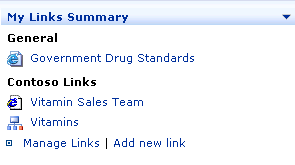 My Links Summary
General
Government Drug Standards
Contoso Links
Vitamin Sales Team
Vitamins
Manage Links | Add new link